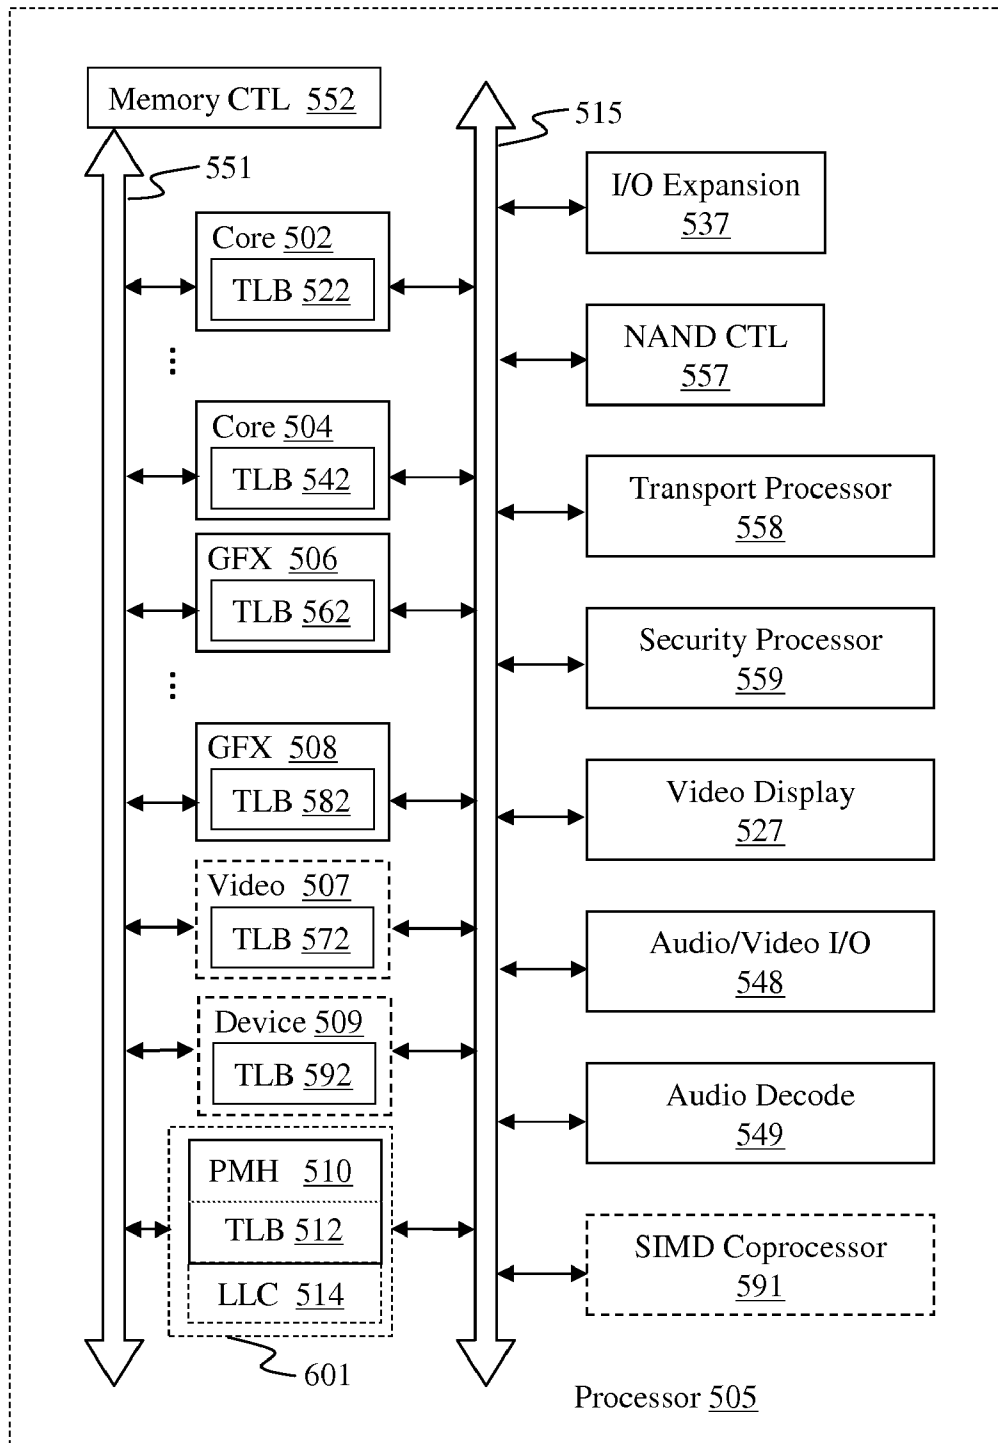 Memory CTL 552
551
515
Core 502
TLB 522
⋮
Core 504
TLB 542
GFX 506
TLB 562
⋮
GFX 508
TLB 582
Video 507
TLB 572
Device 509
TLB 592
PMH 510
TLB 512
LLC 514
601
I/O Expansion
537
NAND CTL
557
Transport Processor
558
Security Processor
559
Video Display
527
Audio/Video I/O
548
Audio Decode
549
SIMD Coprocessor
591
Processor 505